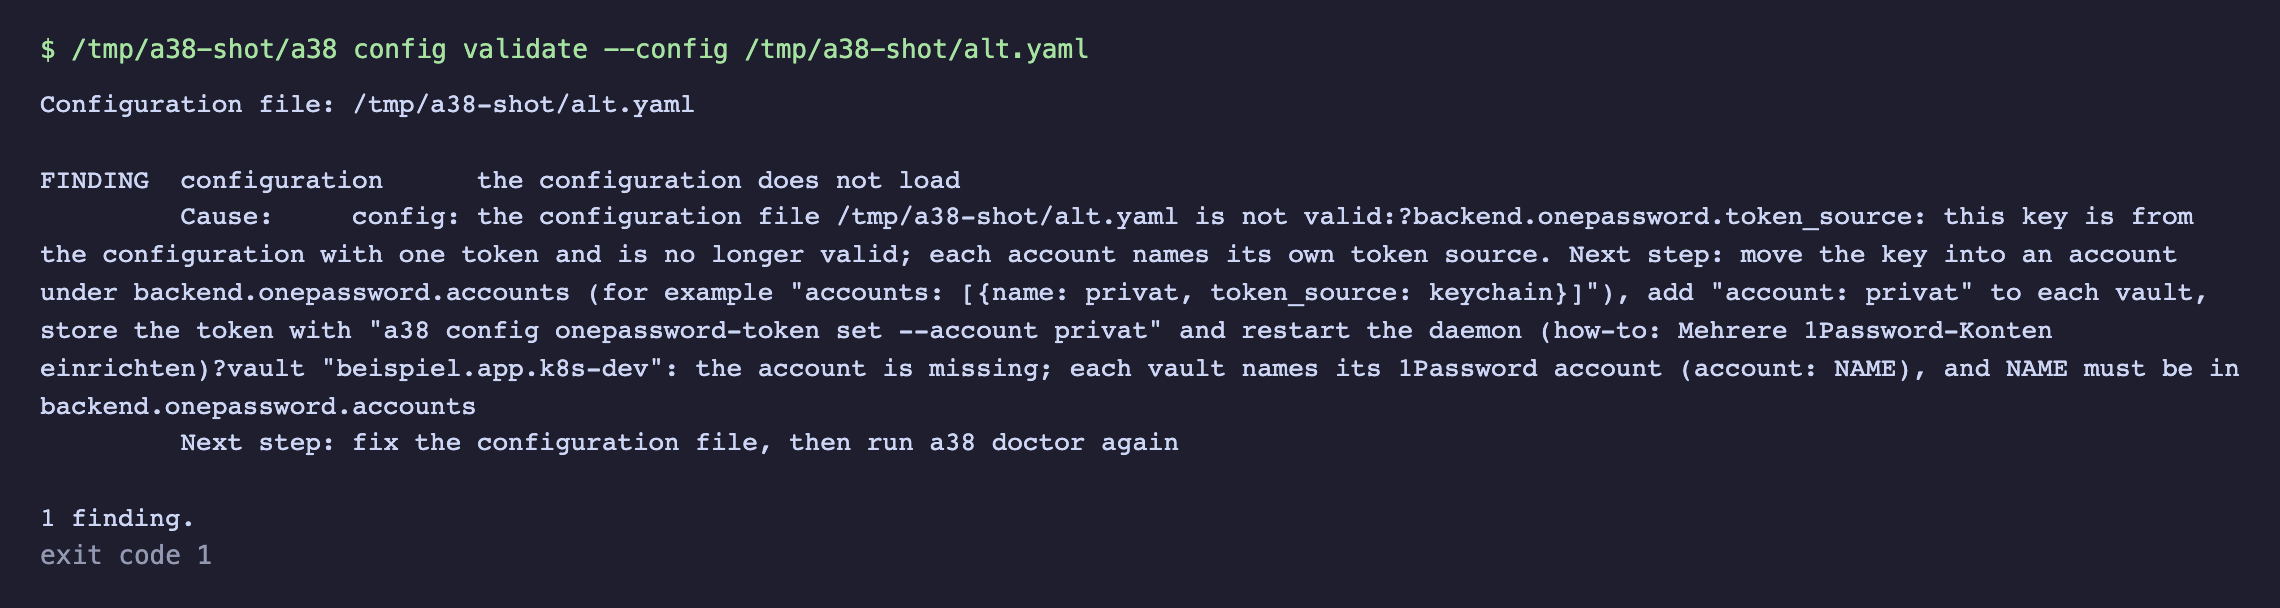 $ /tmp/a38-shot/a38 config validate --config /tmp/a38-shot/alt.yaml
Configuration file: /tmp/a38-shot/alt.yaml
FINDING  configuration      the configuration does not load
         Cause:     config: the configuration file /tmp/a38-shot/alt.yaml is not valid:?backend.onepassword.token_source: this key is from
the configuration with one token and is no longer valid; each account names its own token source. Next step: move the key into an account
under backend.onepassword.accounts (for example "accounts: [{name: privat, token_source: keychain}]"), add "account: privat" to each vault,
store the token with "a38 config onepassword-token set --account privat" and restart the daemon (how-to: Mehrere 1Password-Konten
einrichten)?vault "beispiel.app.k8s-dev": the account is missing; each vault names its 1Password account (account: NAME), and NAME must be in
backend.onepassword.accounts
         Next step: fix the configuration file, then run a38 doctor again
1 finding.
exit code 1